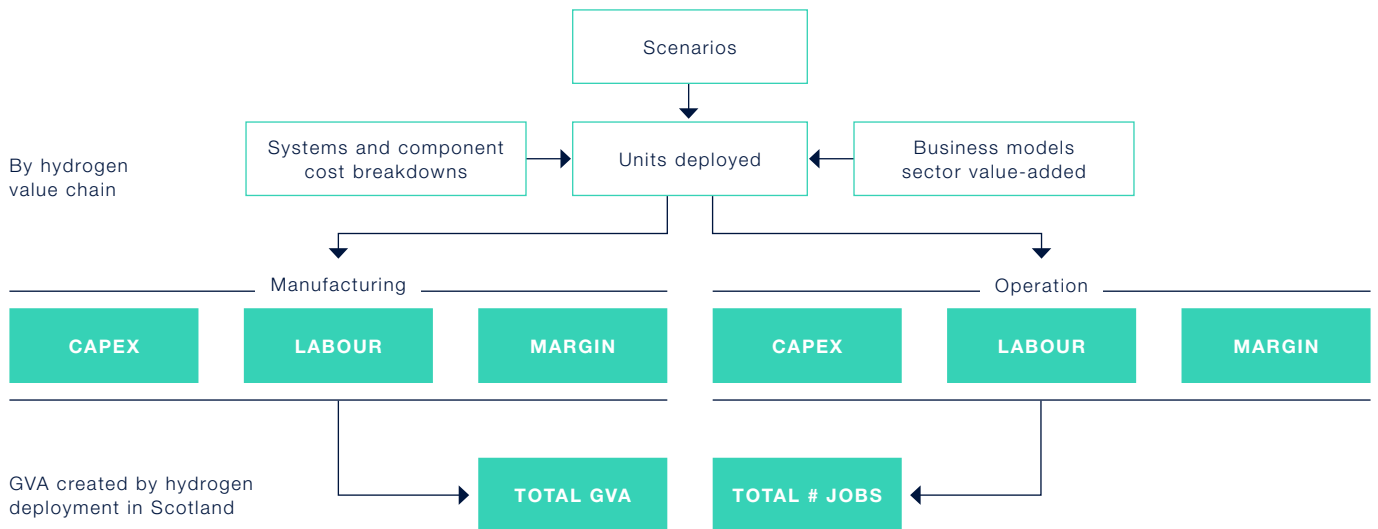 Scenarios
By hydrogen
value chain
Systems and component
cost breakdowns
Units deployed
Business models
sector value-added
Manufacturing
Operation
CAPEX
LABOUR
MARGIN
CAPEX
LABOUR
MARGIN
GVA created by hydrogen
deployment in Scotland
TOTAL GVA
TOTAL # JOBS